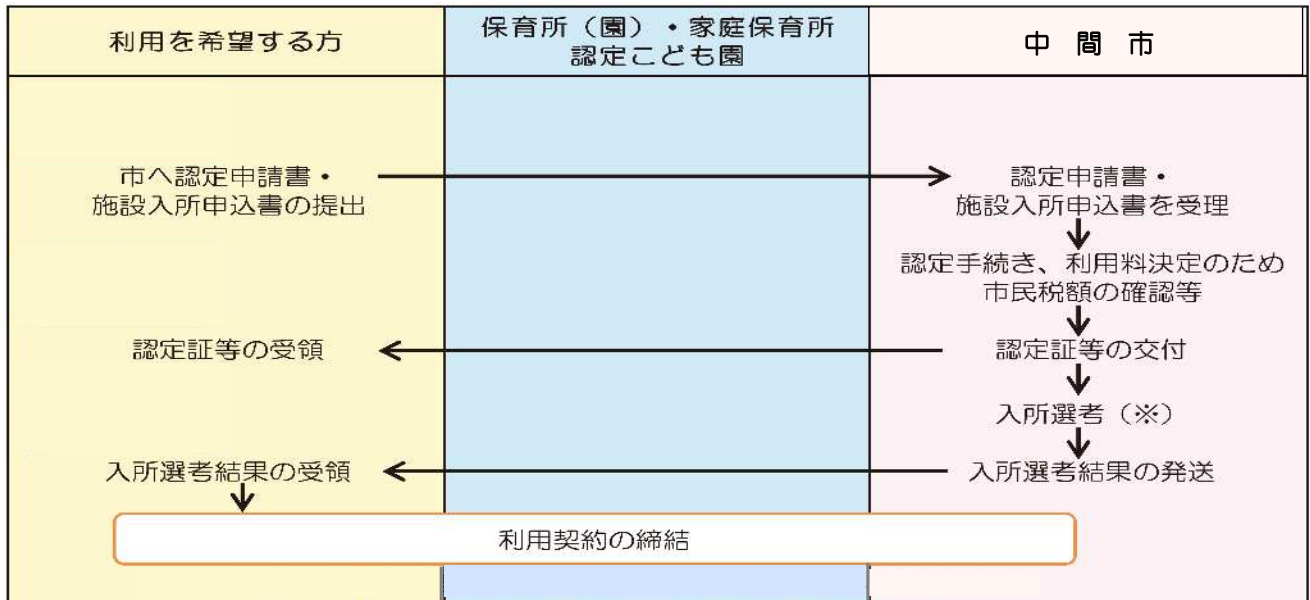 利用を希望する方
保育所（園）・家庭保育所
認定こども園
中間市
市へ認定申請書・
施設入所申込書の提出
認定申請書・
施設入所申込書を受理
認定手続き、利用料決定のため
市民税額の確認等
認定証等の受領
認定証等の交付
入所選考（※）
入所選考結果の受領
入所選考結果の発送
利用契約の締結